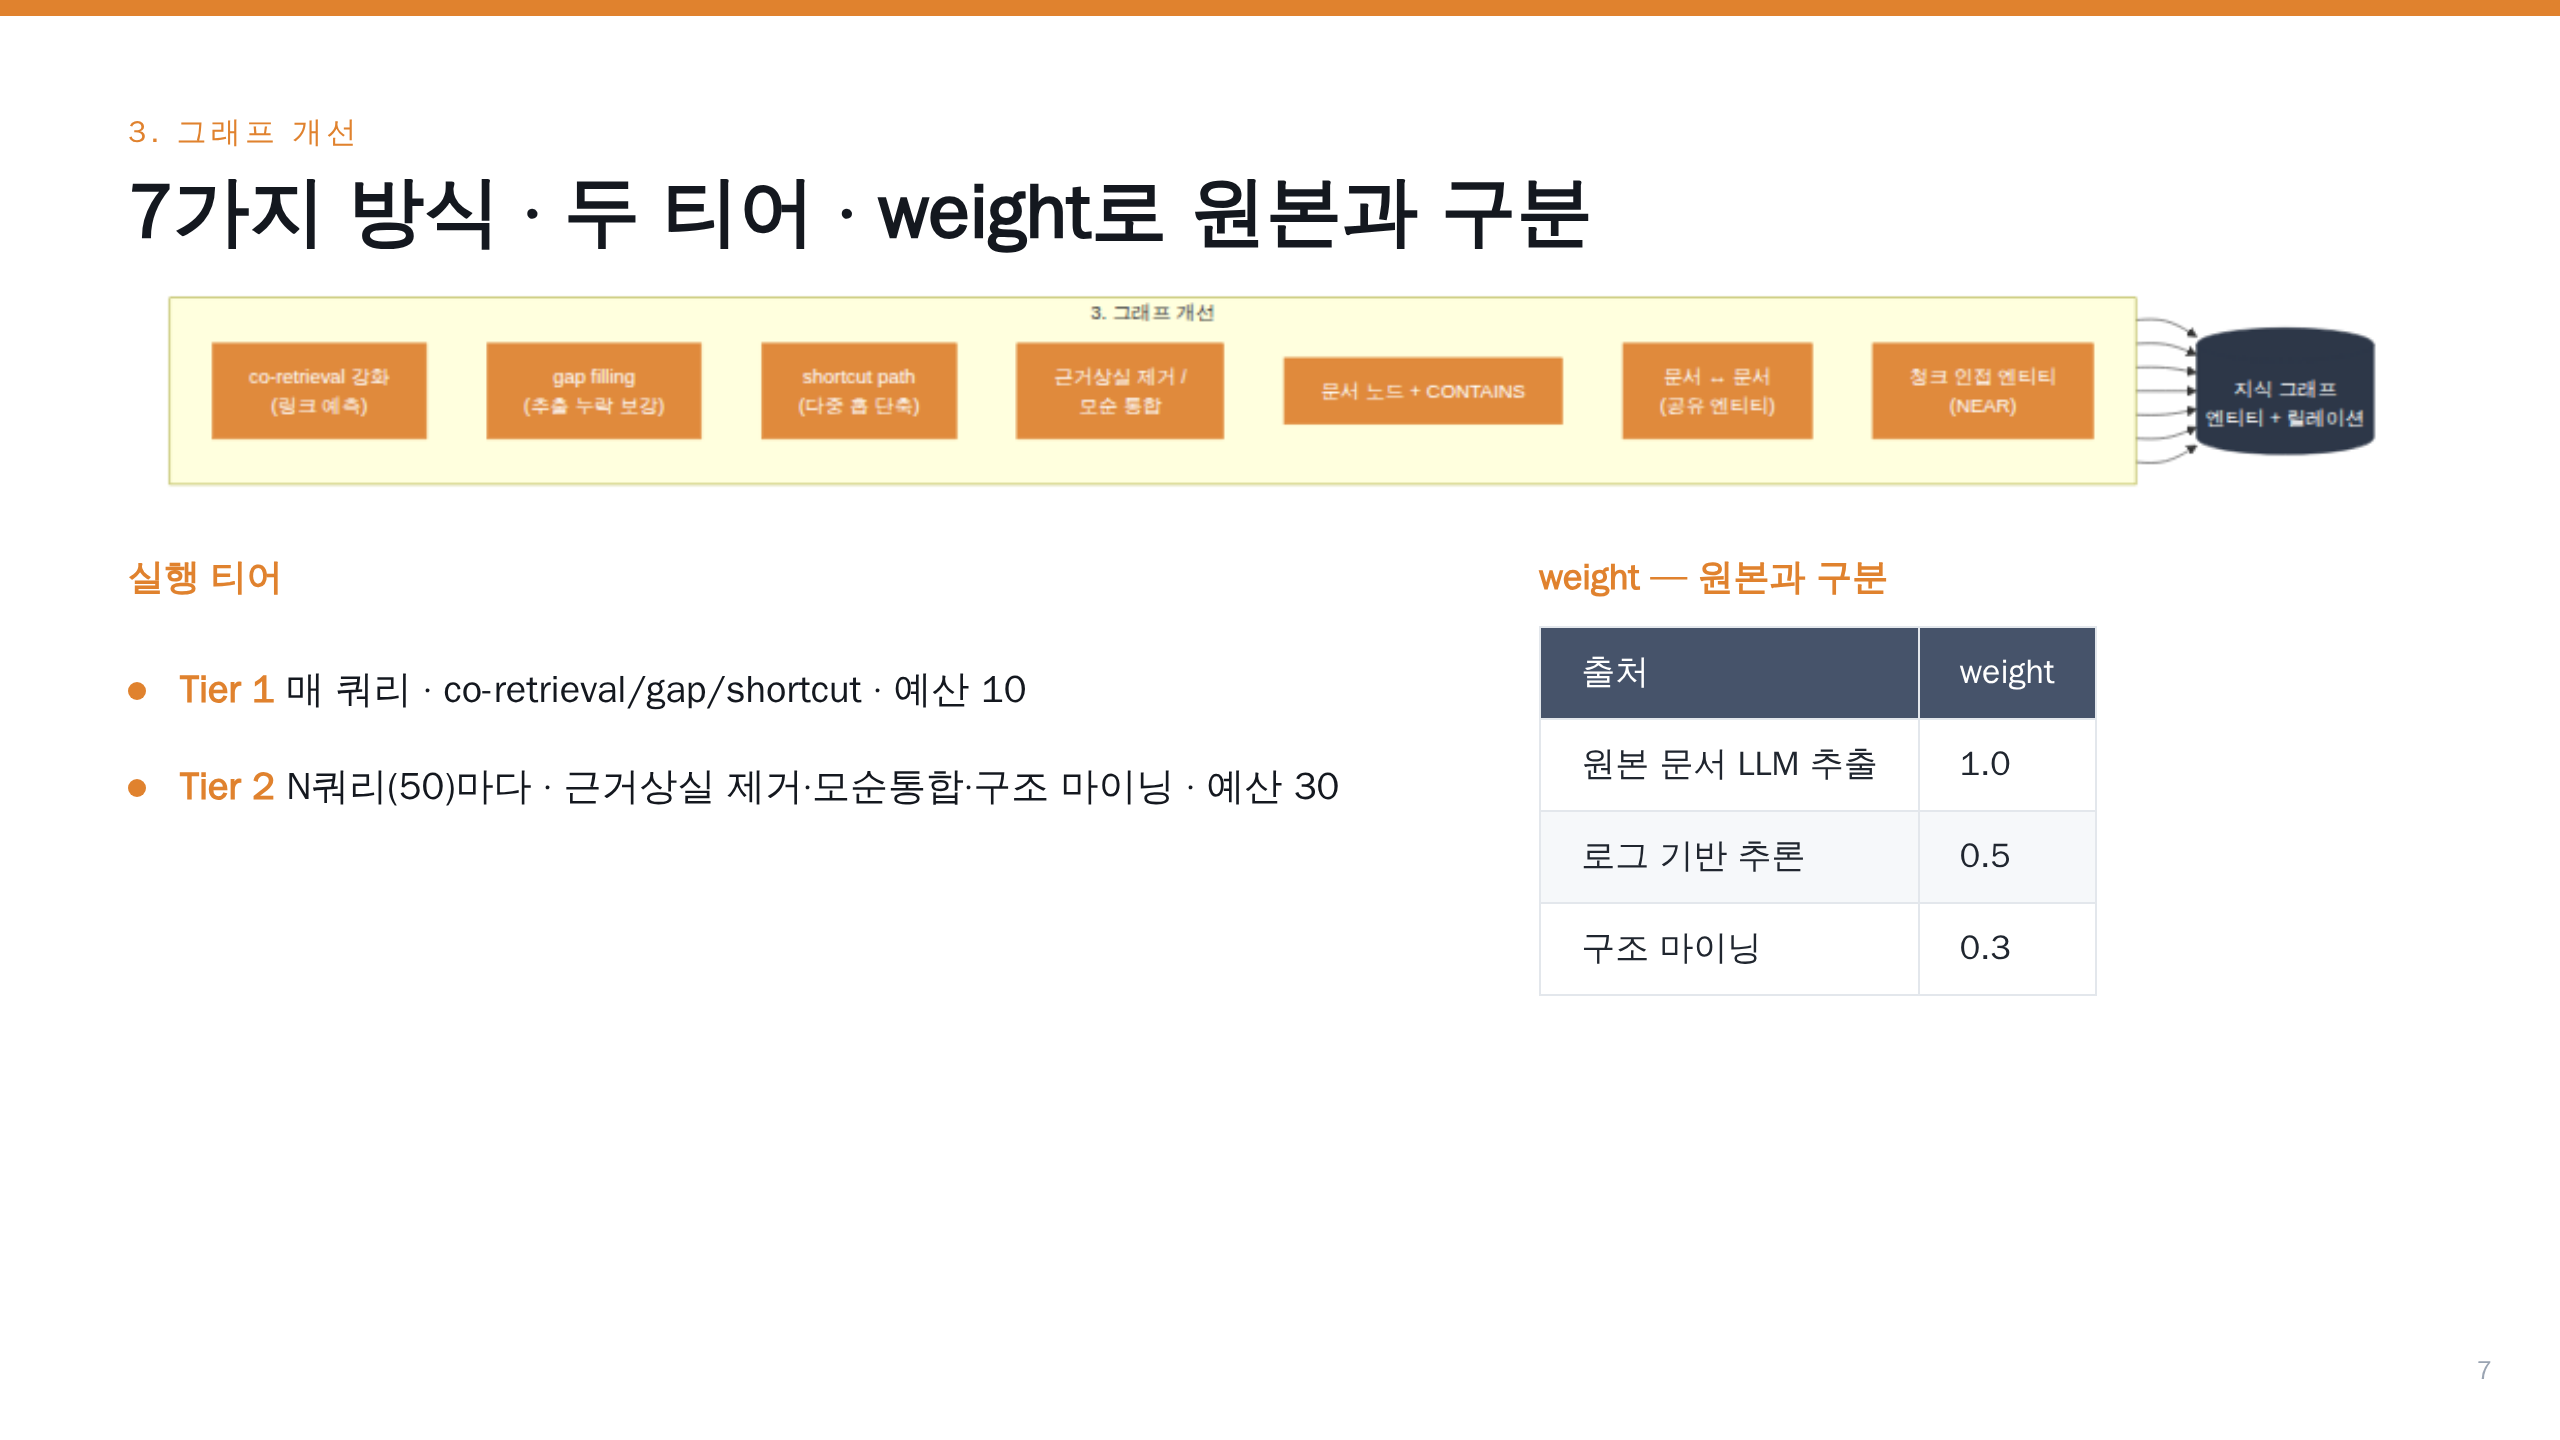 3. 그래프 개선
7가지 방식 · 두 티어 · weight로 원본과 구분
3. 그래프 개선
co-retrieval 강화
(링크 예측)
gap filling
(추출 누락 보강)
shortcut path
(다중 홉 단축)
근거상실 제거 /
모순 통합
문서 노드 + CONTAINS
문서 ↔ 문서
(공유 엔티티)
청크 인접 엔티티
(NEAR)
지식 그래프
엔티티 + 릴레이션
실행 티어
Tier 1 매 쿼리 · co-retrieval/gap/shortcut · 예산 10
Tier 2 N쿼리(50)마다 · 근거상실 제거·모순통합·구조 마이닝 · 예산 30
weight — 원본과 구분
출처 weight
원본 문서 LLM 추출 1.0
로그 기반 추론 0.5
구조 마이닝 0.3
7